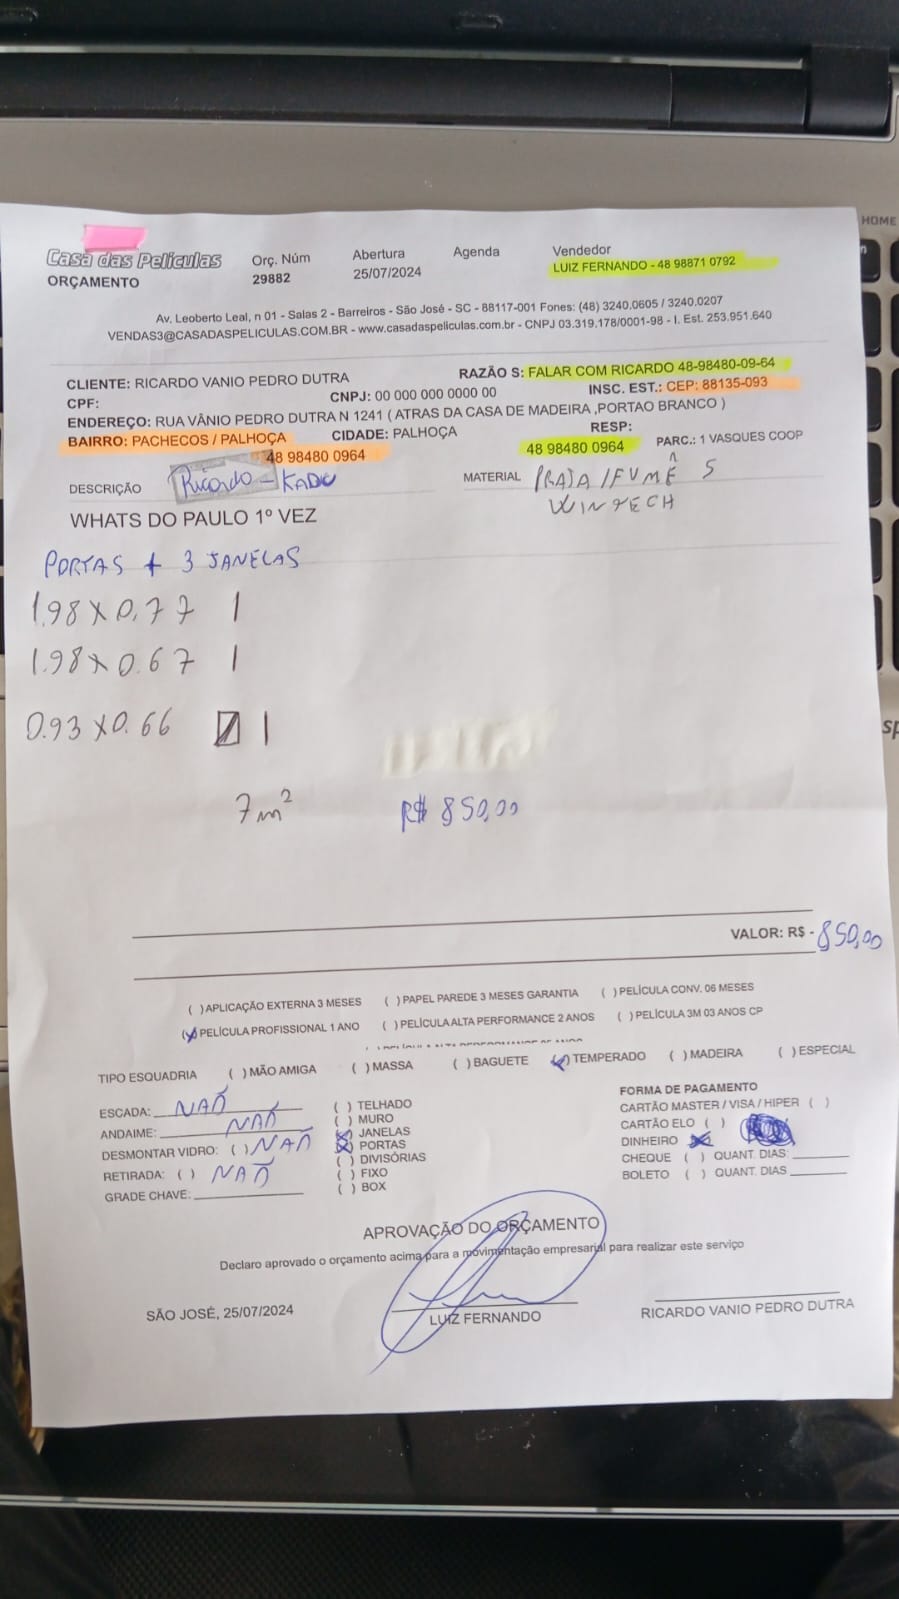 Casa das Películas
ORÇAMENTO
Orç. Núm
29882
Abertura
25/07/2024
Agenda
Vendedor
LUIZ FERNANDO - 48 98871 0792
Av. Leoberto Leal, n 01 - Salas 2 - Barreiros - São José - SC - 88117-001 Fones: (48) 3240.0605 / 3240.0207
VENDAS3@CASADASPELICULAS.COM.BR - www.casadaspeliculas.com.br - CNPJ 03.319.178/0001-98 - I. Est. 253.951.640
CLIENTE: RICARDO VANIO PEDRO DUTRA
RAZÃO S: FALAR COM RICARDO 48-98480-09-64
CPF:
CNPJ: 00 000 000 0000 00
INSC. EST.: CEP: 88135-093
ENDEREÇO: RUA VÂNIO PEDRO DUTRA N 1241 ( ATRAS DA CASA DE MADEIRA ,PORTAO BRANCO )
BAIRRO: PACHECOS / PALHOÇA
CIDADE: PALHOÇA
RESP:
48 98480 0964
48 98480 0964
PARC.: 1 VASQUES COOP
DESCRIÇÃO
Ricardo - KADU
MATERIAL
PRATA/FUMÊ 5
WINTECH
WHATS DO PAULO 1º VEZ
PORTAS + 3 JANELAS
1.98 X 0,77 1
1.98 X 0.67 1
0.93 X 0.66 1
7m²
R$ 850,00
VALOR: R$ - 850,00
( ) APLICAÇÃO EXTERNA 3 MESES ( ) PAPEL PAREDE 3 MESES GARANTIA ( ) PELÍCULA CONV. 06 MESES
(X) PELÍCULA PROFISSIONAL 1 ANO ( ) PELÍCULA ALTA PERFORMANCE 2 ANOS ( ) PELÍCULA 3M 03 ANOS CP
TIPO ESQUADRIA ( ) MÃO AMIGA ( ) MASSA ( ) BAGUETE (X) TEMPERADO ( ) MADEIRA ( ) ESPECIAL
ESCADA: NAÕ
ANDAIME: NAÕ
DESMONTAR VIDRO: ( ) NAÕ
RETIRADA: ( ) NAÕ
GRADE CHAVE:
( ) TELHADO
( ) MURO
(X) JANELAS
(X) PORTAS
( ) DIVISÓRIAS
( ) FIXO
( ) BOX
FORMA DE PAGAMENTO
CARTÃO MASTER / VISA / HIPER ( )
CARTÃO ELO ( )
DINHEIRO (X)
CHEQUE ( ) QUANT. DIAS:
BOLETO ( ) QUANT. DIAS
APROVAÇÃO DO ORÇAMENTO
Declaro aprovado o orçamento acima para a movimentação empresarial para realizar este serviço
SÃO JOSÉ, 25/07/2024
LUIZ FERNANDO
RICARDO VANIO PEDRO DUTRA
HOME